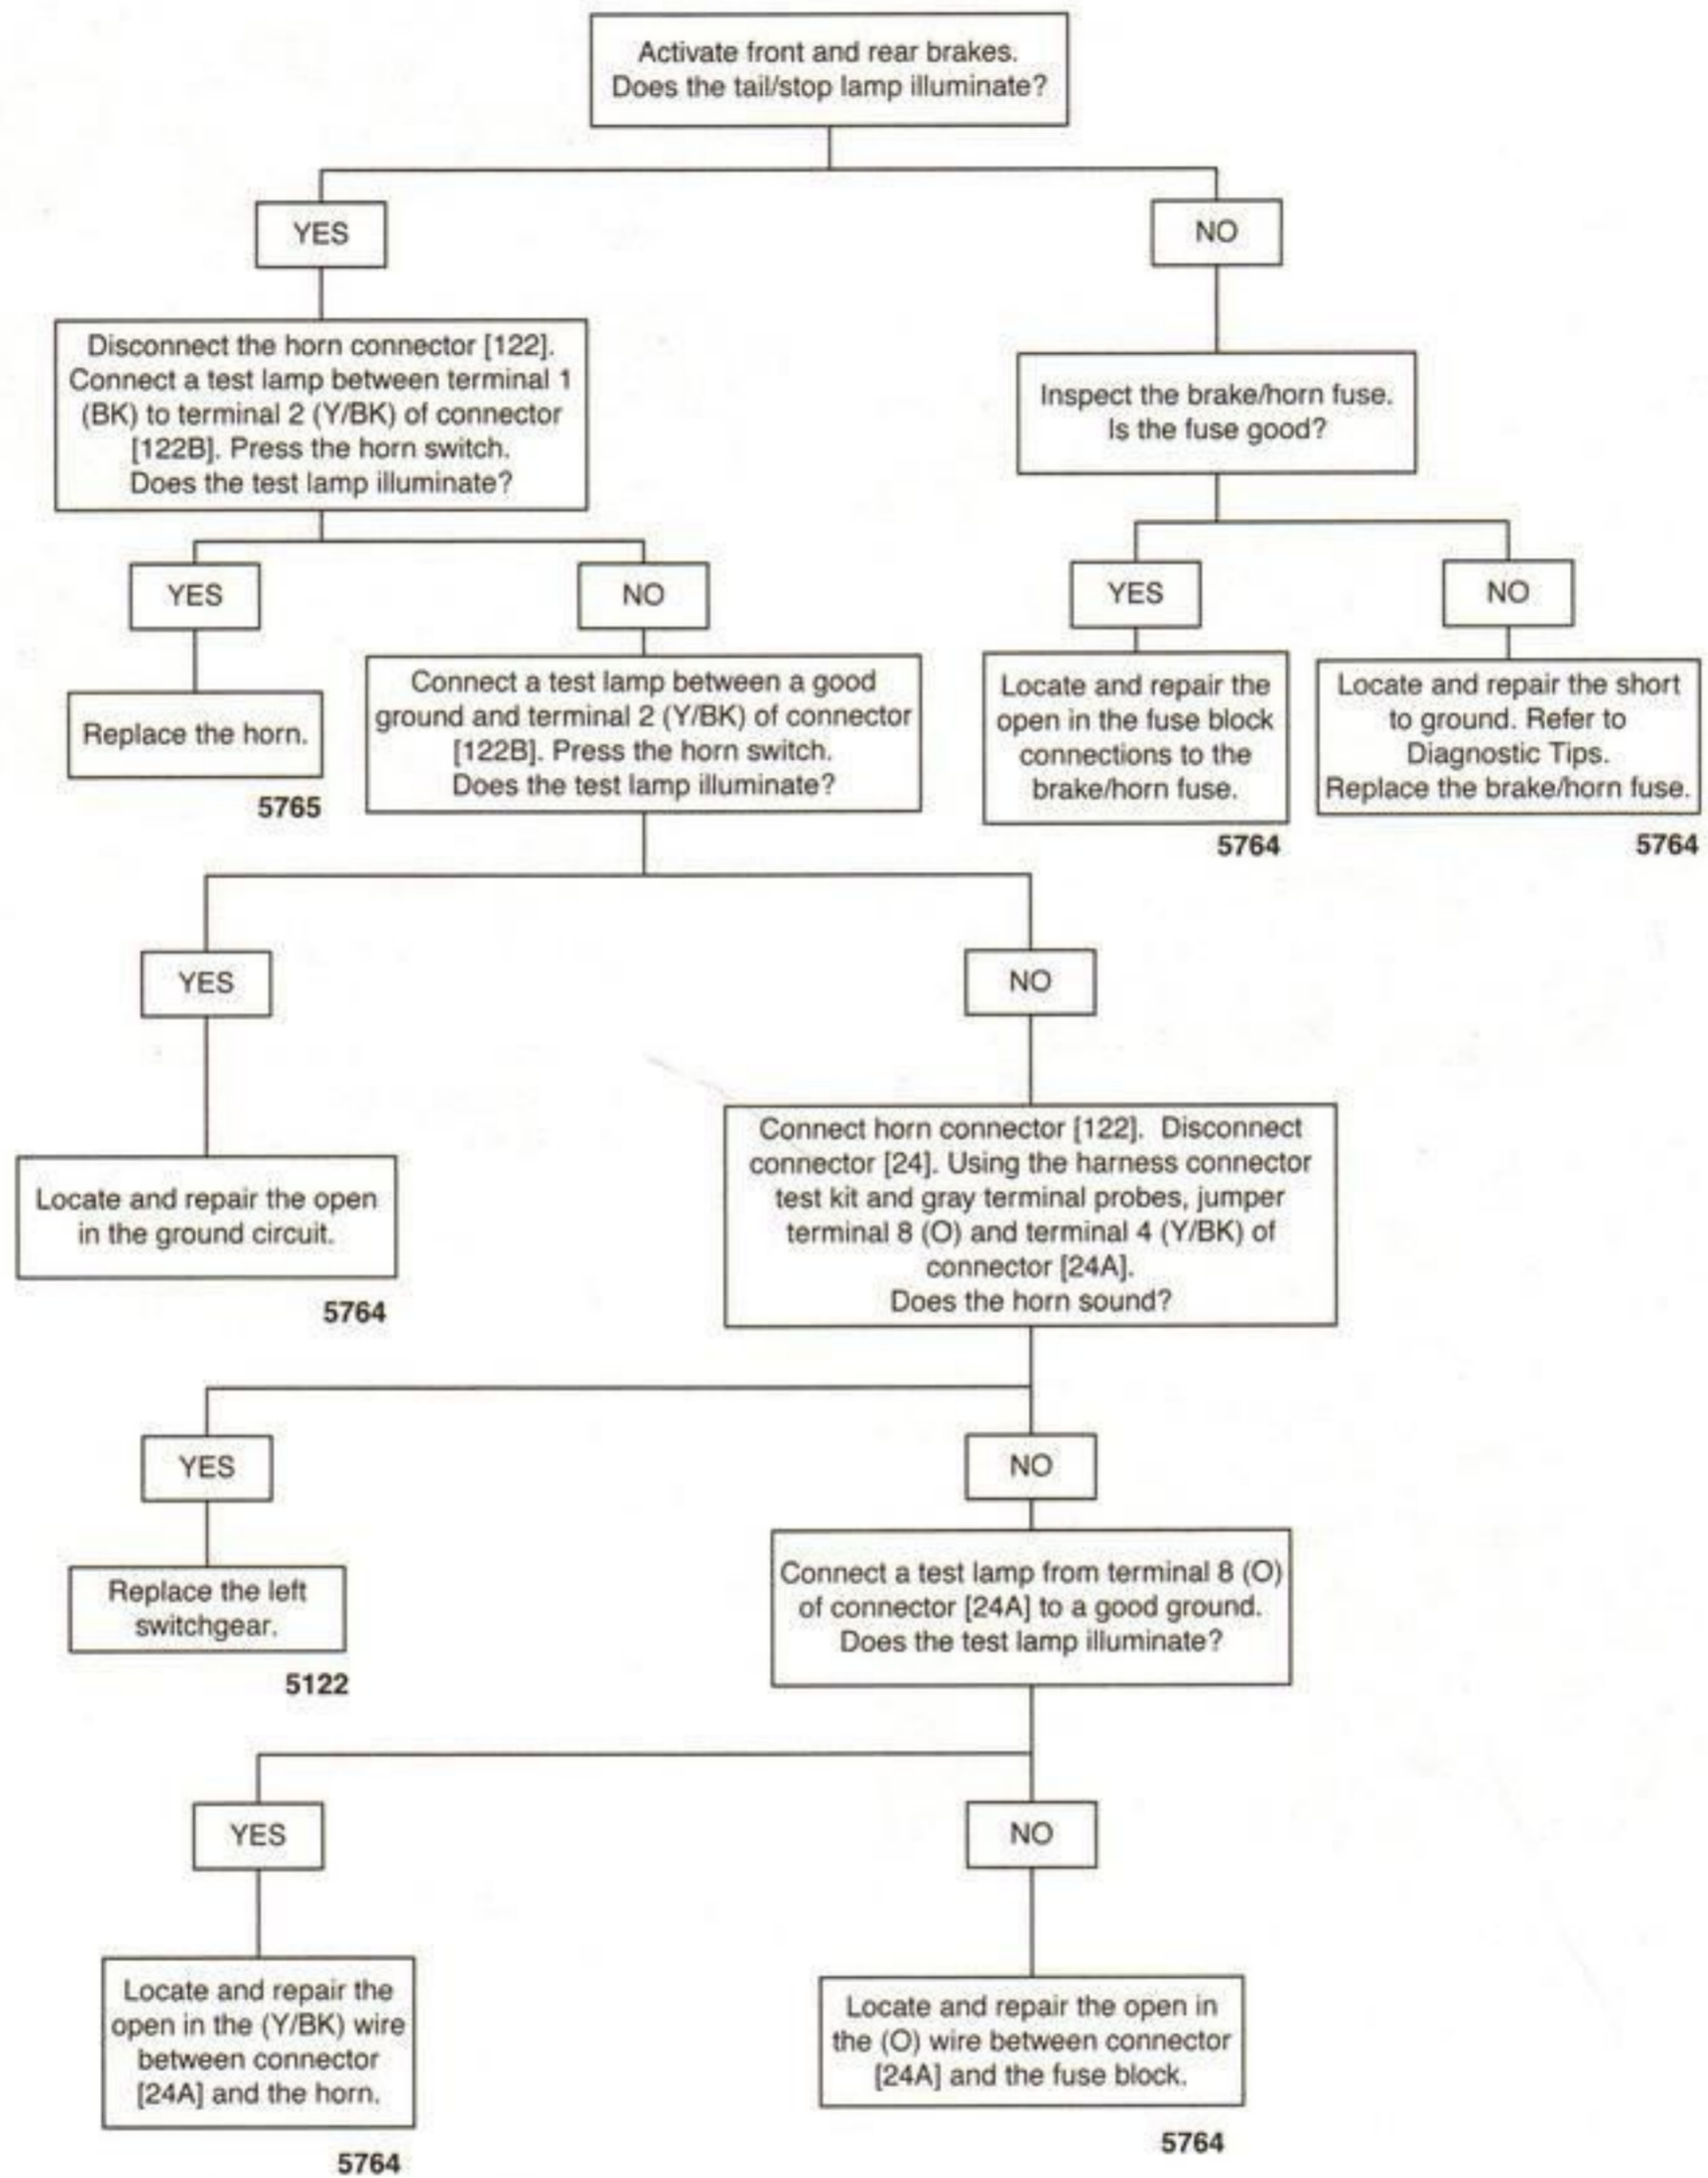 Activate front and rear brakes.
Does the tail/stop lamp illuminate?
YES
NO
Disconnect the horn connector [122].
Connect a test lamp between terminal 1
(BK) to terminal 2 (Y/BK) of connector
[122B]. Press the horn switch.
Does the test lamp illuminate?
Inspect the brake/horn fuse.
Is the fuse good?
YES
NO
YES
NO
Replace the horn.
5765
Connect a test lamp between a good
ground and terminal 2 (Y/BK) of connector
[122B]. Press the horn switch.
Does the test lamp illuminate?
Locate and repair the
open in the fuse block
connections to the
brake/horn fuse.
5764
Locate and repair the short
to ground. Refer to
Diagnostic Tips.
Replace the brake/horn fuse.
5764
YES
NO
Locate and repair the open
in the ground circuit.
5764
Connect horn connector [122]. Disconnect
connector [24]. Using the harness connector
test kit and gray terminal probes, jumper
terminal 8 (O) and terminal 4 (Y/BK) of
connector [24A].
Does the horn sound?
YES
NO
Replace the left
switchgear.
5122
Connect a test lamp from terminal 8 (O)
of connector [24A] to a good ground.
Does the test lamp illuminate?
YES
NO
Locate and repair the
open in the (Y/BK) wire
between connector
[24A] and the horn.
5764
Locate and repair the open in
the (O) wire between connector
[24A] and the fuse block.
5764